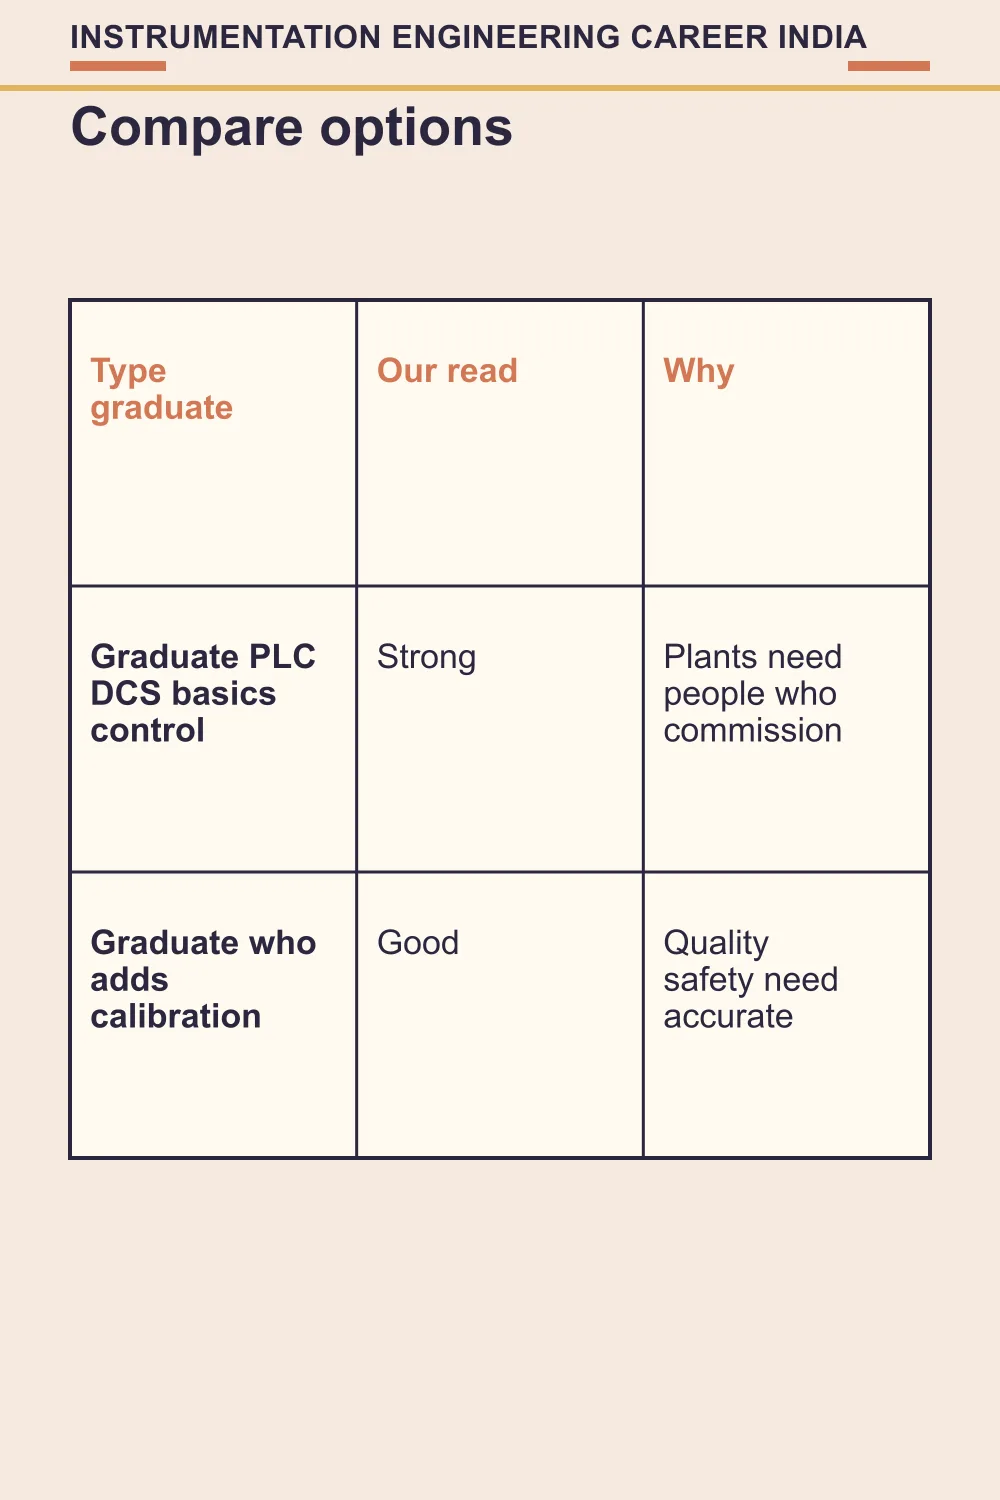 INSTRUMENTATION ENGINEERING CAREER INDIA
Compare options
Type
graduate
Our read
Why
Graduate PLC
DCS basics
control
Strong
Plants need
people who
commission
Graduate who
adds
calibration
Good
Quality
safety need
accurate